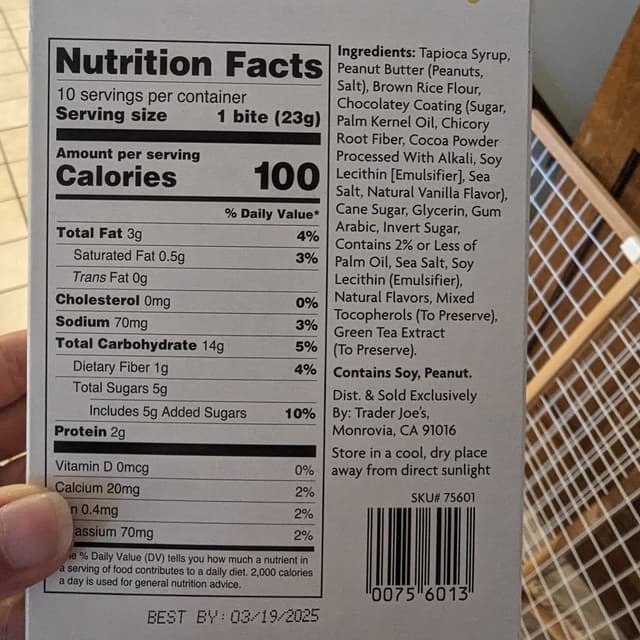 Nutrition Facts
10 servings per container
Serving size 1 bite (23g)
Amount per serving
Calories 100
% Daily Value*
Total Fat 3g 4%
Saturated Fat 0.5g 3%
Trans Fat 0g
Cholesterol 0mg 0%
Sodium 70mg 3%
Total Carbohydrate 14g 5%
Dietary Fiber 1g 4%
Total Sugars 5g
Includes 5g Added Sugars 10%
Protein 2g
Vitamin D 0mcg 0%
Calcium 20mg 2%
n 0.4mg 2%
assium 70mg 2%
% Daily Value (DV) tells you how much a nutrient in
a serving of food contributes to a daily diet. 2,000 calories
a day is used for general nutrition advice.
BEST BY: 03/19/2025
Ingredients: Tapioca Syrup,
Peanut Butter (Peanuts,
Salt), Brown Rice Flour,
Chocolatey Coating (Sugar,
Palm Kernel Oil, Chicory
Root Fiber, Cocoa Powder
Processed With Alkali, Soy
Lecithin [Emulsifier], Sea
Salt, Natural Vanilla Flavor),
Cane Sugar, Glycerin, Gum
Arabic, Invert Sugar,
Contains 2% or Less of
Palm Oil, Sea Salt, Soy
Lecithin (Emulsifier),
Natural Flavors, Mixed
Tocopherols (To Preserve),
Green Tea Extract
(To Preserve).
Contains Soy, Peanut.
Dist. & Sold Exclusively
By: Trader Joe's,
Monrovia, CA 91016
Store in a cool, dry place
away from direct sunlight
SKU# 75601
0075 6013